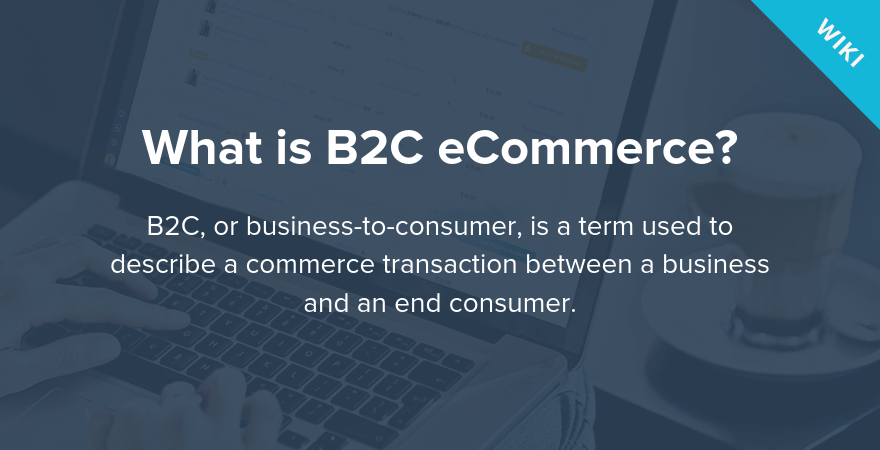 WIKI
What is B2C eCommerce?
B2C, or business-to-consumer, is a term used to
describe a commerce transaction between a business
and an end consumer.